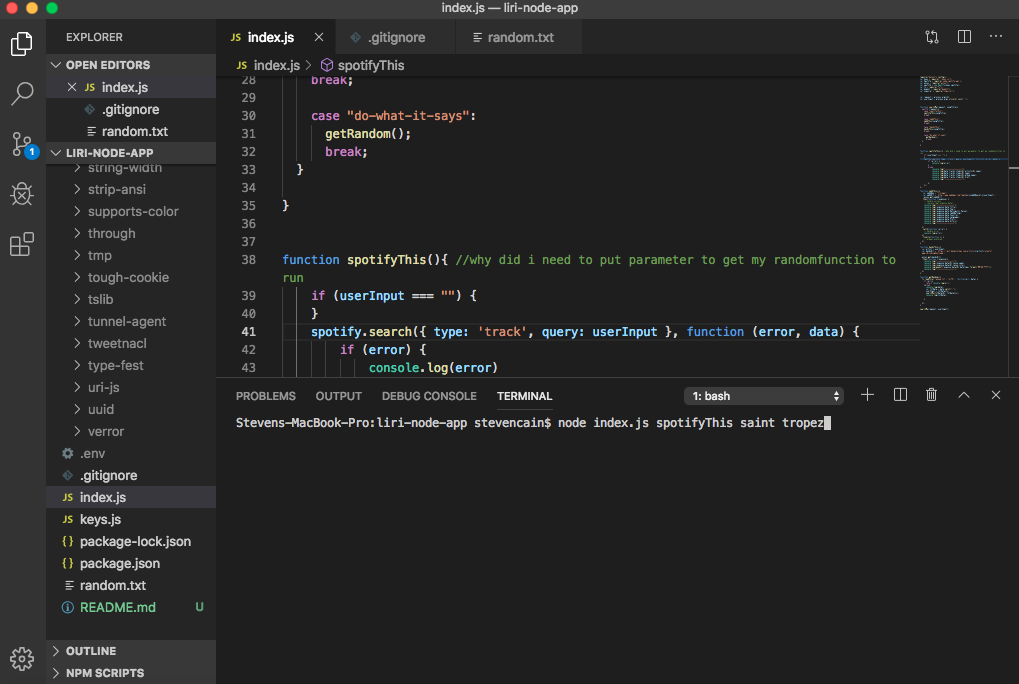 index.js — liri-node-app
EXPLORER
OPEN EDITORS
JS index.js
.gitignore
random.txt
LIRI-NODE-APP
string-width
strip-ansi
supports-color
through
tmp
tough-cookie
tslib
tunnel-agent
tweetnacl
type-fest
uri-js
uuid
verror
.env
.gitignore
JS index.js
JS keys.js
{} package-lock.json
{} package.json
random.txt
README.md U
OUTLINE
NPM SCRIPTS
1
JS index.js
.gitignore
random.txt
JS index.js > spotifyThis
28 break;
29
30 case "do-what-it-says":
31 getRandom();
32 break;
33 }
34
35 }
36
37
38 function spotifyThis(){ //why did i need to put parameter to get my randomfunction to
run
39 if (userInput === "") {
40 }
41 spotify.search({ type: 'track', query: userInput }, function (error, data) {
42 if (error) {
43 console.log(error)
PROBLEMS OUTPUT DEBUG CONSOLE TERMINAL 1: bash
Stevens-MacBook-Pro:liri-node-app stevencain$ node index.js spotifyThis saint tropez